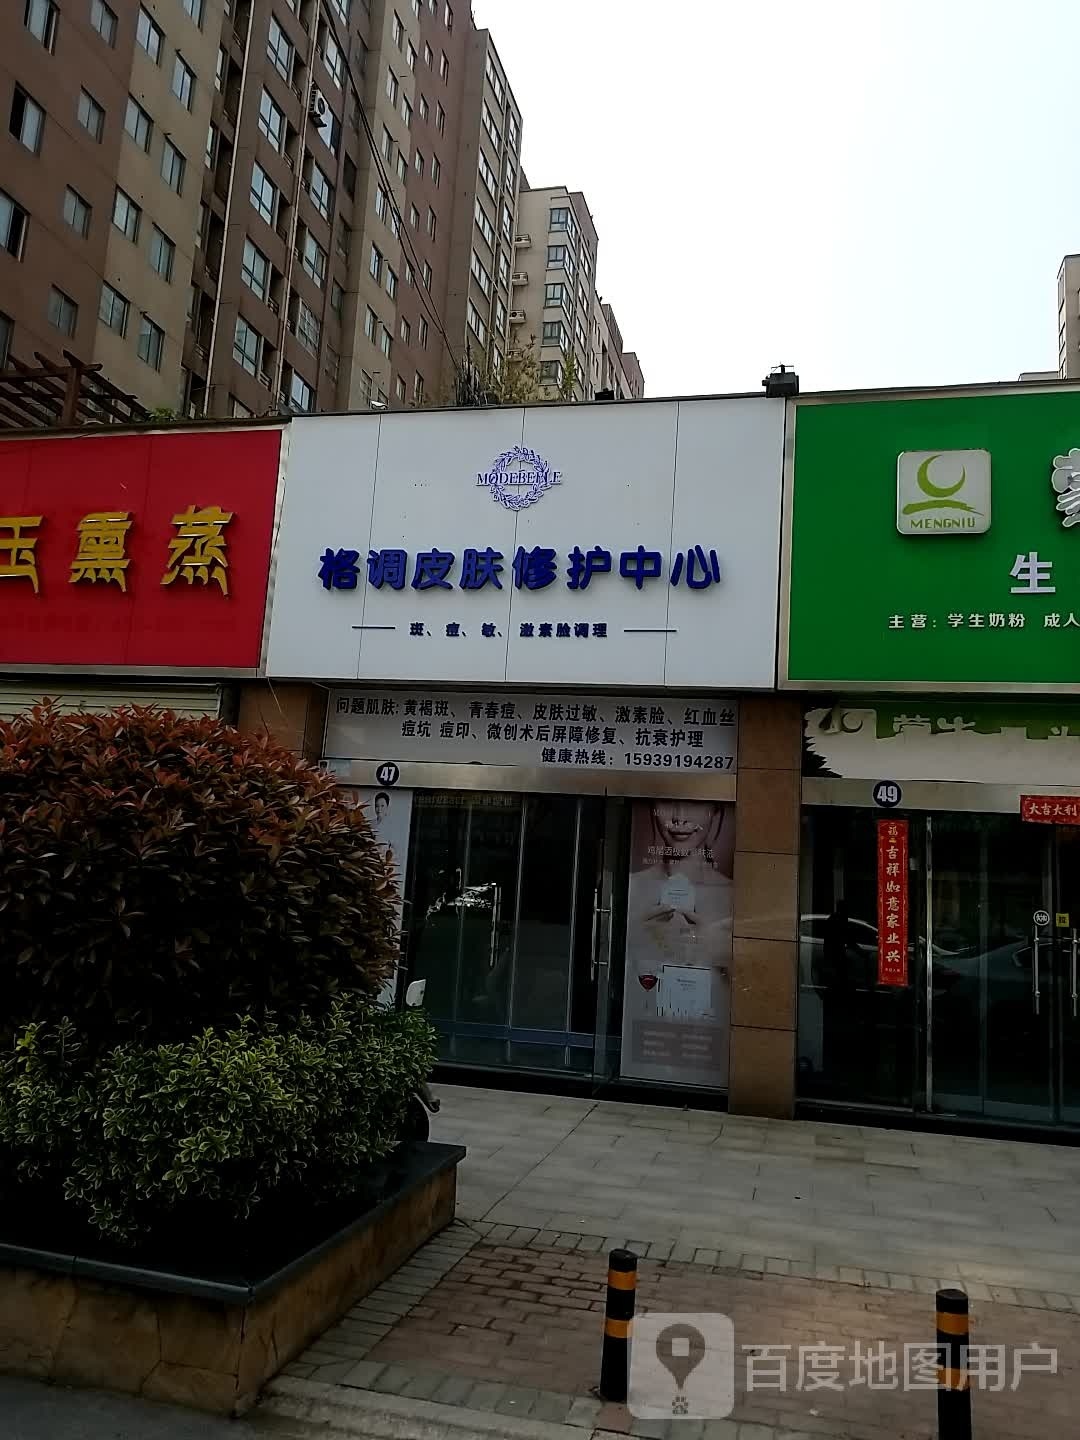 玉熏蒸
MODEBELLE
格调皮肤修护中心
斑、痘、敏、激素脸调理
问题肌肤:黄褐斑、青春痘、皮肤过敏、激素脸、红血丝
痘坑 痘印、微创术后屏障修复、抗衰护理
健康热线：15939194287
47
MENGNIU
蒙
生
主营：学生奶粉 成人
49
大吉大利
吉祥如意家业兴
百度地图用户